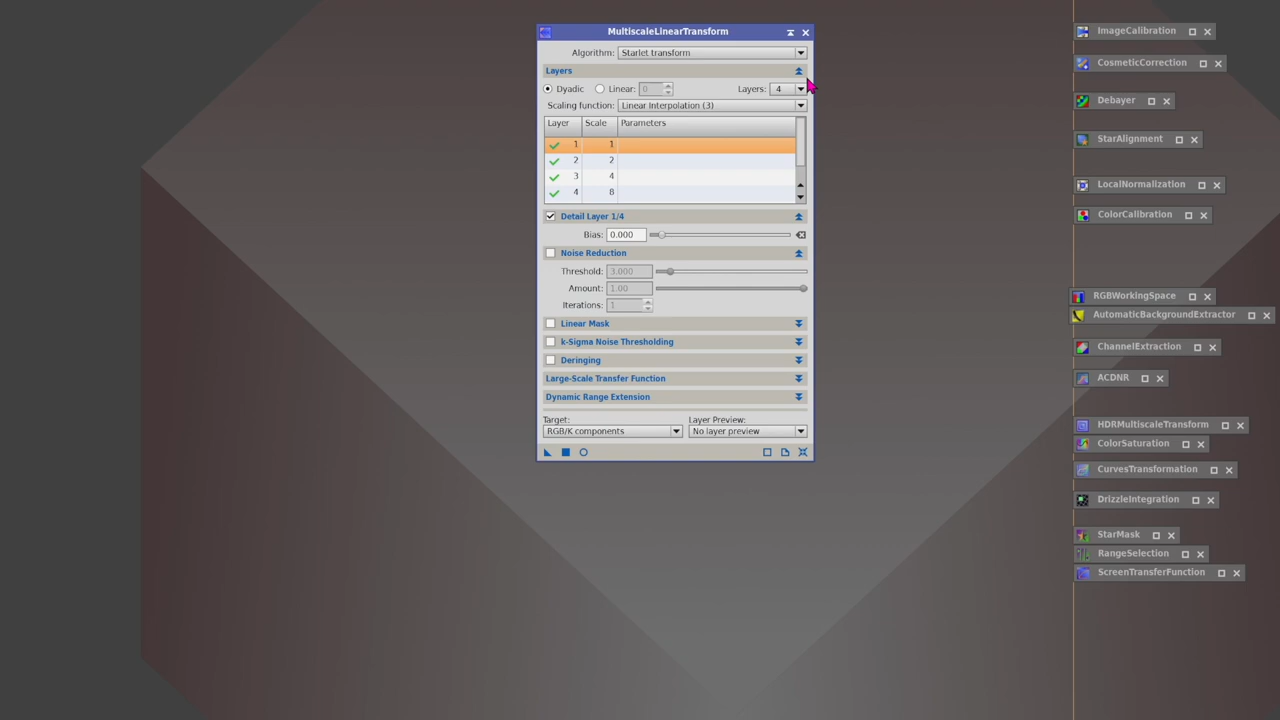 MultiscaleLinearTransform
Algorithm: Starlet transform
Layers
Dyadic Linear: 0 Layers: 4
Scaling function: Linear Interpolation (3)
Layer Scale Parameters
1 1
2 2
3 4
4 8
Detail Layer 1/4
Bias: 0.000
Noise Reduction
Threshold: 3.000
Amount: 1.00
Iterations: 1
Linear Mask
k-Sigma Noise Thresholding
Deringing
Large-Scale Transfer Function
Dynamic Range Extension
Target: Layer Preview:
RGB/K components No layer preview
ImageCalibration
CosmeticCorrection
Debayer
StarAlignment
LocalNormalization
ColorCalibration
RGBWorkingSpace
AutomaticBackgroundExtractor
ChannelExtraction
ACDNR
HDRMultiscaleTransform
ColorSaturation
CurvesTransformation
DrizzleIntegration
StarMask
RangeSelection
ScreenTransferFunction